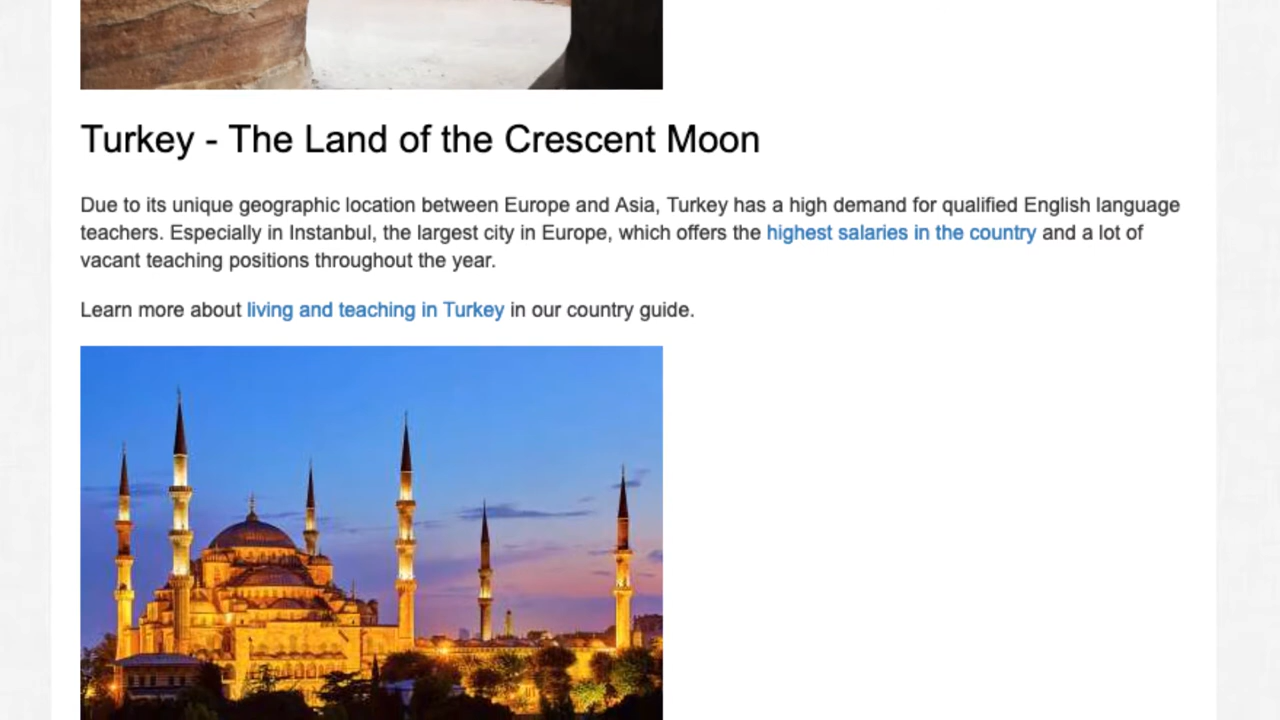 Turkey - The Land of the Crescent Moon
Due to its unique geographic location between Europe and Asia, Turkey has a high demand for qualified English language
teachers. Especially in Instanbul, the largest city in Europe, which offers the highest salaries in the country and a lot of
vacant teaching positions throughout the year.
Learn more about living and teaching in Turkey in our country guide.